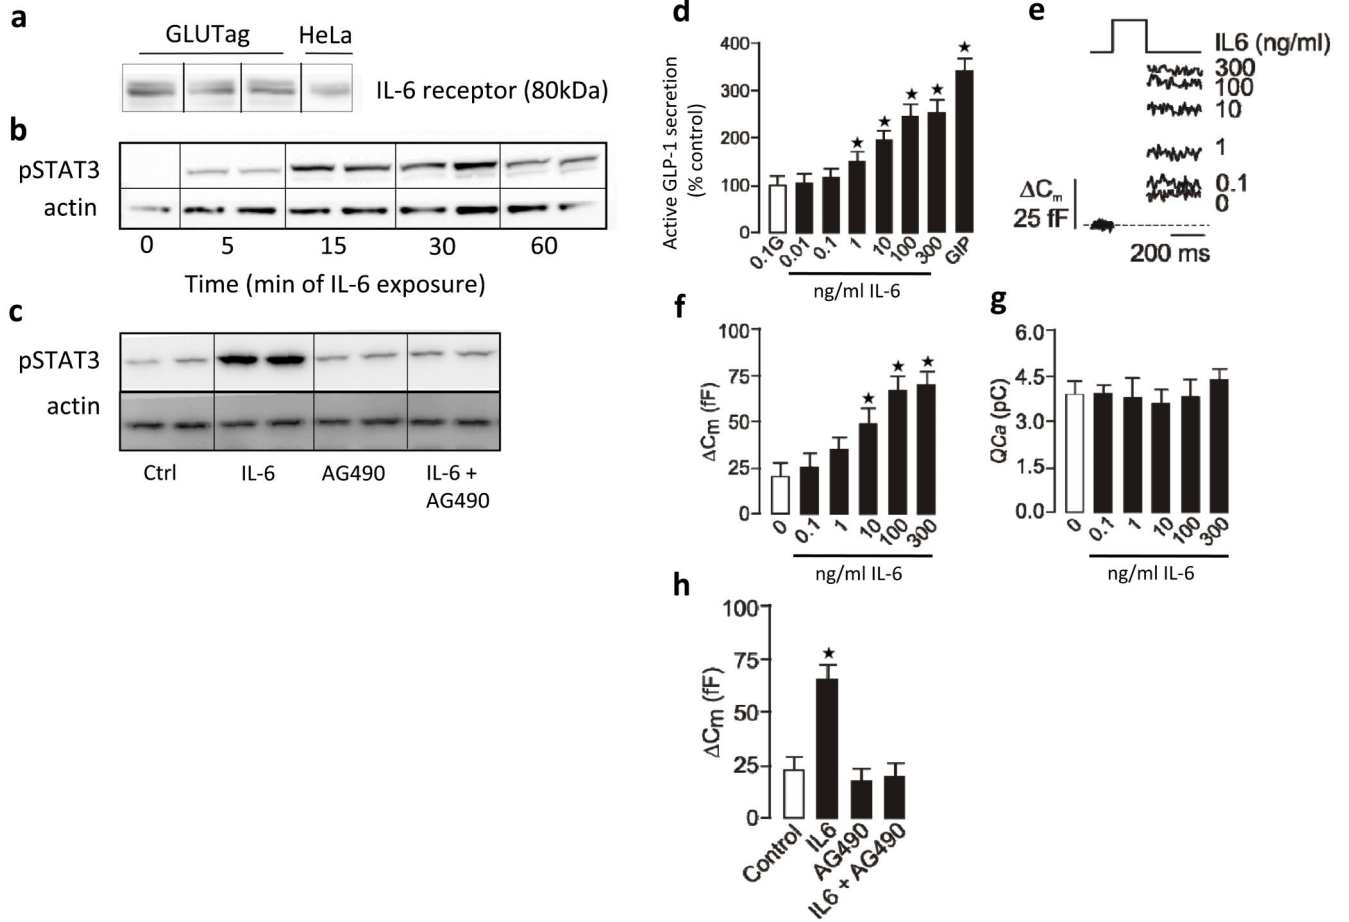 a
GLUTag HeLa
IL-6 receptor (80kDa)
b
pSTAT3
actin
0 5 15 30 60
Time (min of IL-6 exposure)
c
pSTAT3
actin
Ctrl IL-6 AG490 IL-6 +
AG490
d
Active GLP-1 secretion
(% control)
400
300
200
100
0
0.1G 0.01 0.1 1 10 100 300 GIP
ng/ml IL-6
e
IL6 (ng/ml)
300
100
10
1
0.1
0
ΔCm
25 fF
200 ms
f
ΔCm (fF)
100
75
50
25
0
0 0.1 1 10 100 300
ng/ml IL-6
g
QCa (pC)
6.0
4.5
3.0
1.5
0.0
0 0.1 1 10 100 300
ng/ml IL-6
h
ΔCm (fF)
100
75
50
25
0
Control IL6 AG490 IL6 + AG490